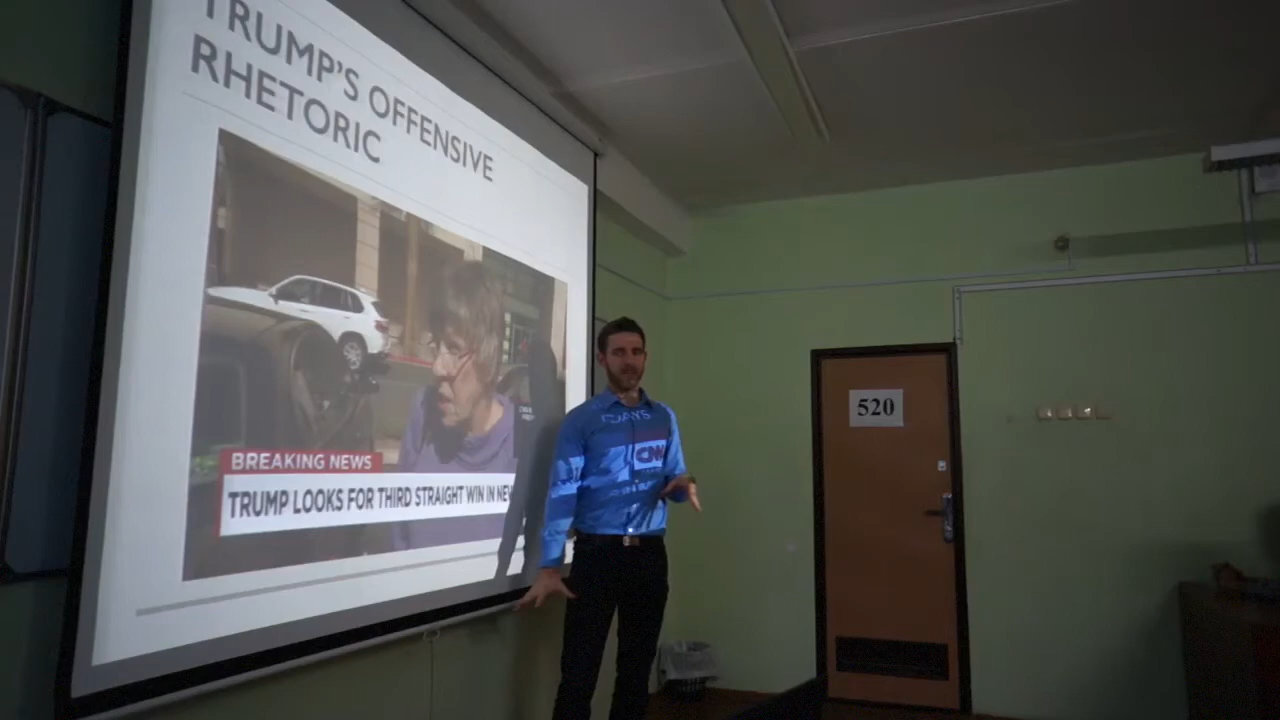 TRUMP'S OFFENSIVE
RHETORIC
BREAKING NEWS
TRUMP LOOKS FOR THIRD STRAIGHT WIN IN NEV
CNN
520